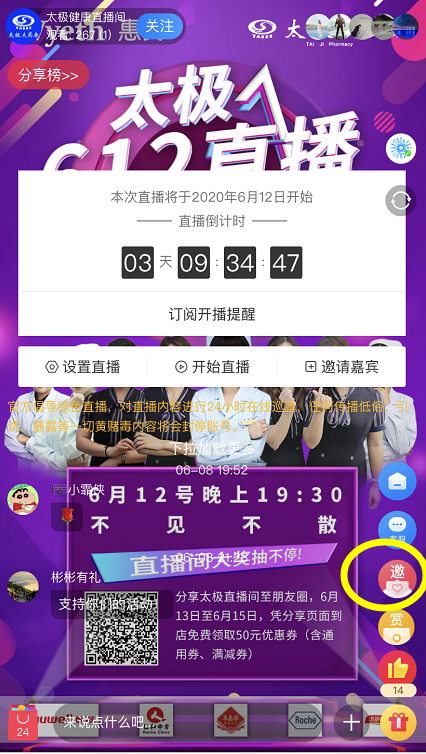 太极健康直播间
观看: 267 (1)
关注
Wyeth 惠
太极大药房
TAI JI Pharmacy
分享榜>>
太极
612直播
本次直播将于2020年6月12日开始
直播倒计时
03 天 09 : 34 : 47
订阅开播提醒
设置直播
开始直播
邀请嘉宾
官方倡导绿色直播，对直播内容进行24小时在线巡查，任何传播低俗、引
暴露等一切黄赌毒内容将会封停账号。
下拉加载更多
06-08 19:52
小霸侠
6月12号晚上19:30
不见不散
直播间大奖抽不停!
彬彬有礼
支持你们的活动
分享太极直播间至朋友圈，6月
13日至6月15日，凭分享页面到
店免费领取50元优惠券（含通
用券、满减券）
客服
邀
赏
14
24
来说点什么吧
Roche